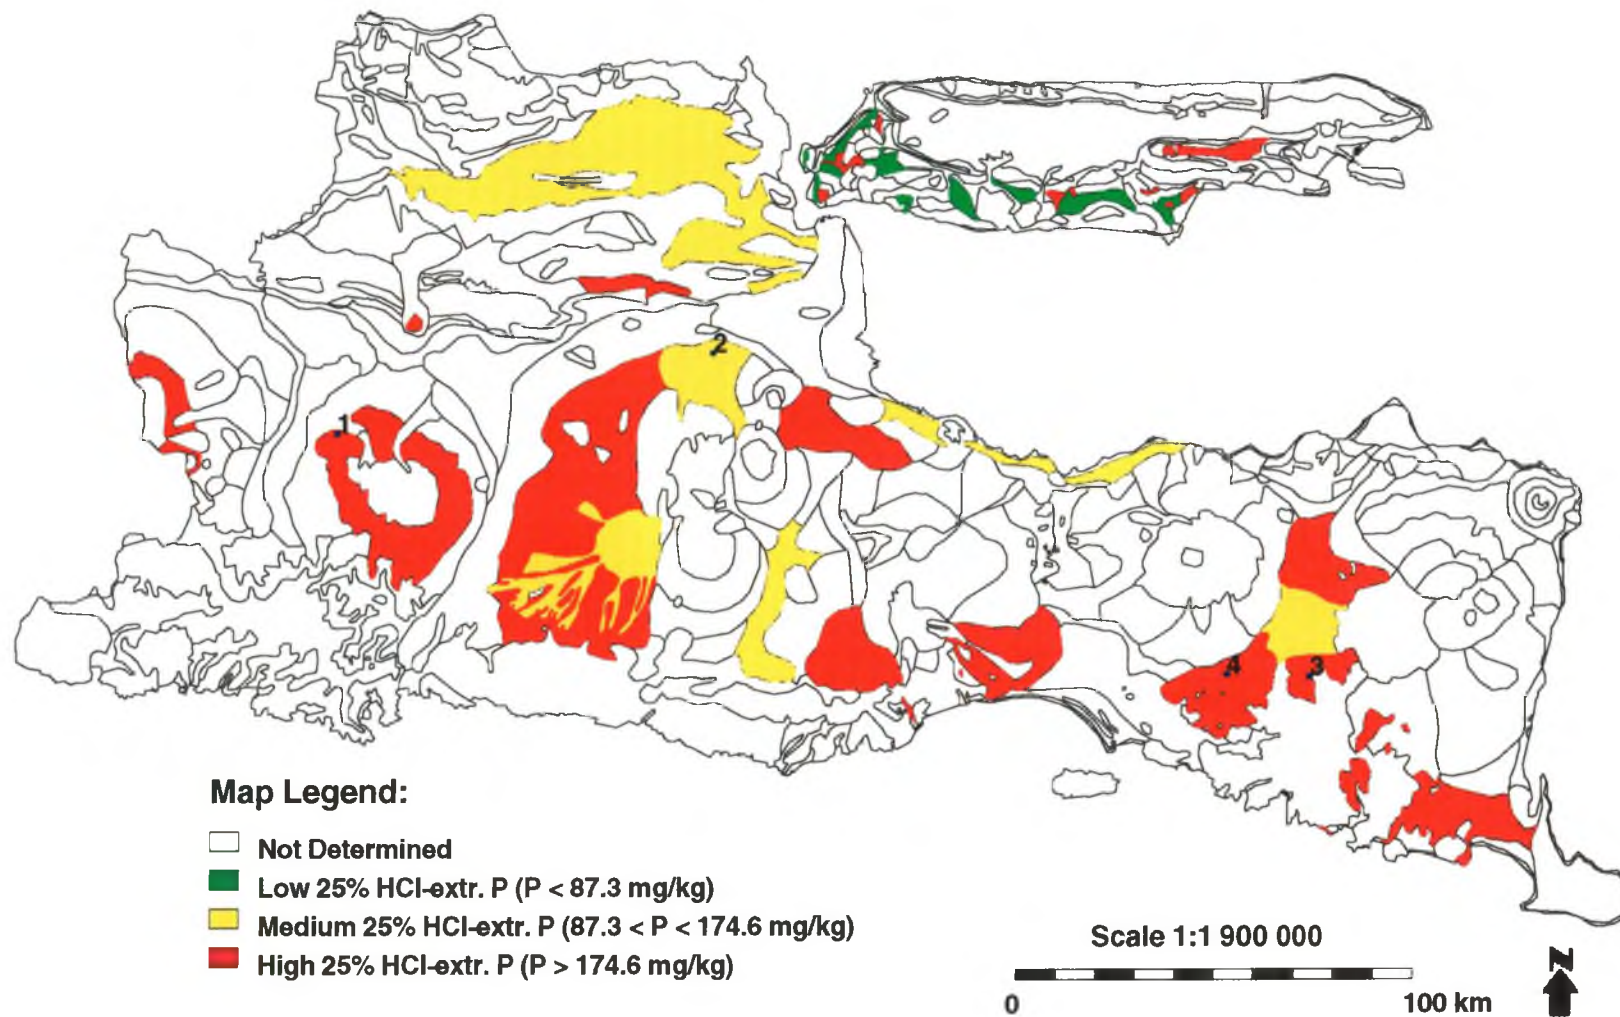 2
1
4
3
Map Legend:
Not Determined
Low 25% HCl-extr. P (P < 87.3 mg/kg)
Medium 25% HCl-extr. P (87.3 < P < 174.6 mg/kg)
High 25% HCl-extr. P (P > 174.6 mg/kg)
Scale 1:1 900 000
0 100 km
N